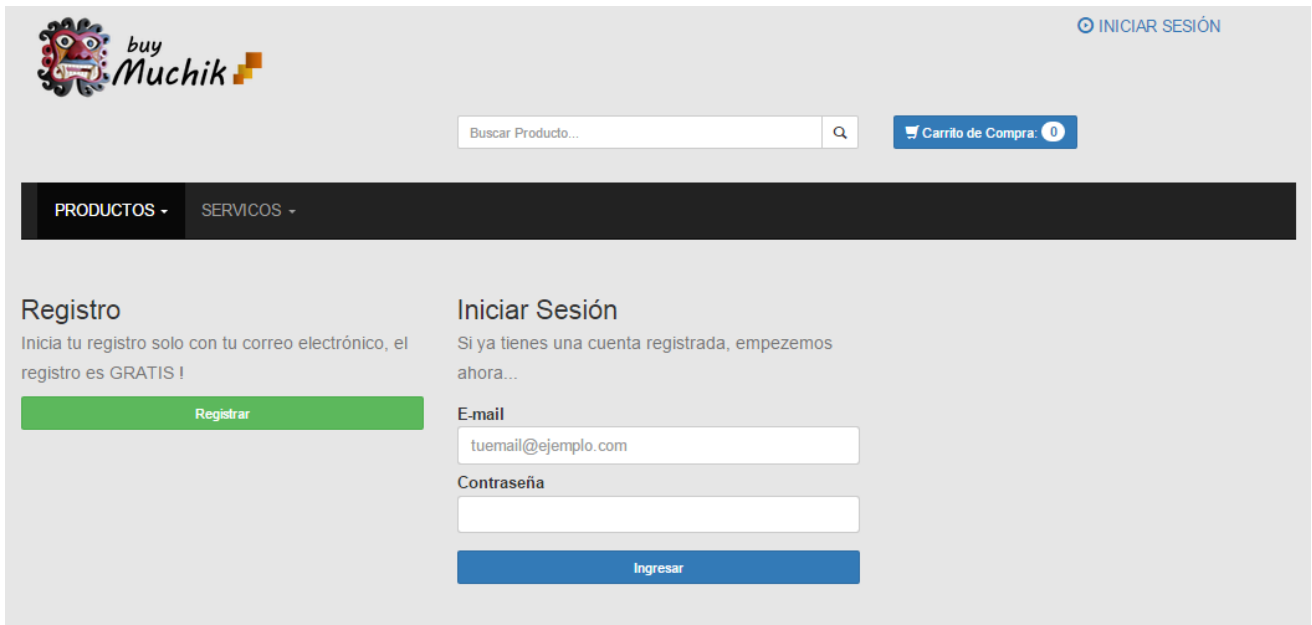 buy
Muchik
INICIAR SESIÓN
Buscar Producto...
Carrito de Compra: 0
PRODUCTOS
SERVICOS
Registro
Inicia tu registro solo con tu correo electrónico, el
registro es GRATIS !
Registrar
Iniciar Sesión
Si ya tienes una cuenta registrada, empezemos
ahora...
E-mail
tuemail@ejemplo.com
Contraseña
Ingresar